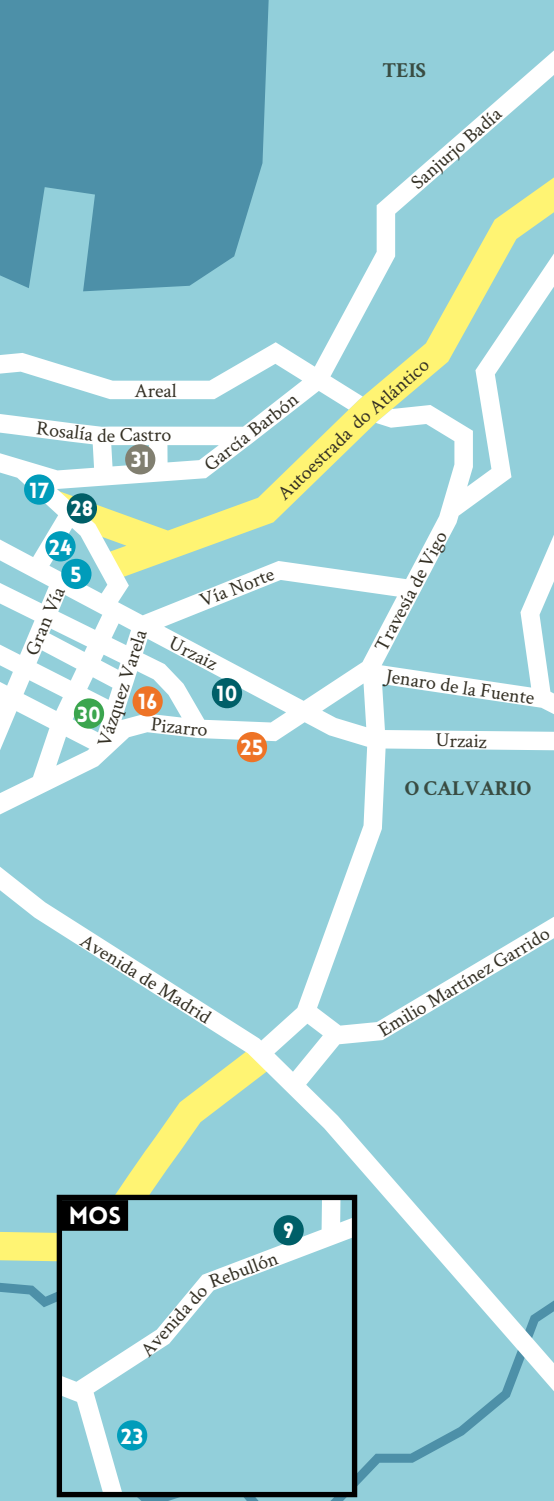 TEIS
Sanjurjo Badía
Autoestrada do Atlántico
Areal
García Barbón
Rosalía de Castro
31
17
28
24
5
Gran Vía
Vía Norte
Travesía de Vigo
Urzaiz
Vázquez Varela
Jenaro de la Fuente
10
16
30
Pizarro
25
Urzaiz
O CALVARIO
Avenida de Madrid
Emilio Martínez Garrido
MOS
9
Avenida do Rebullón
23